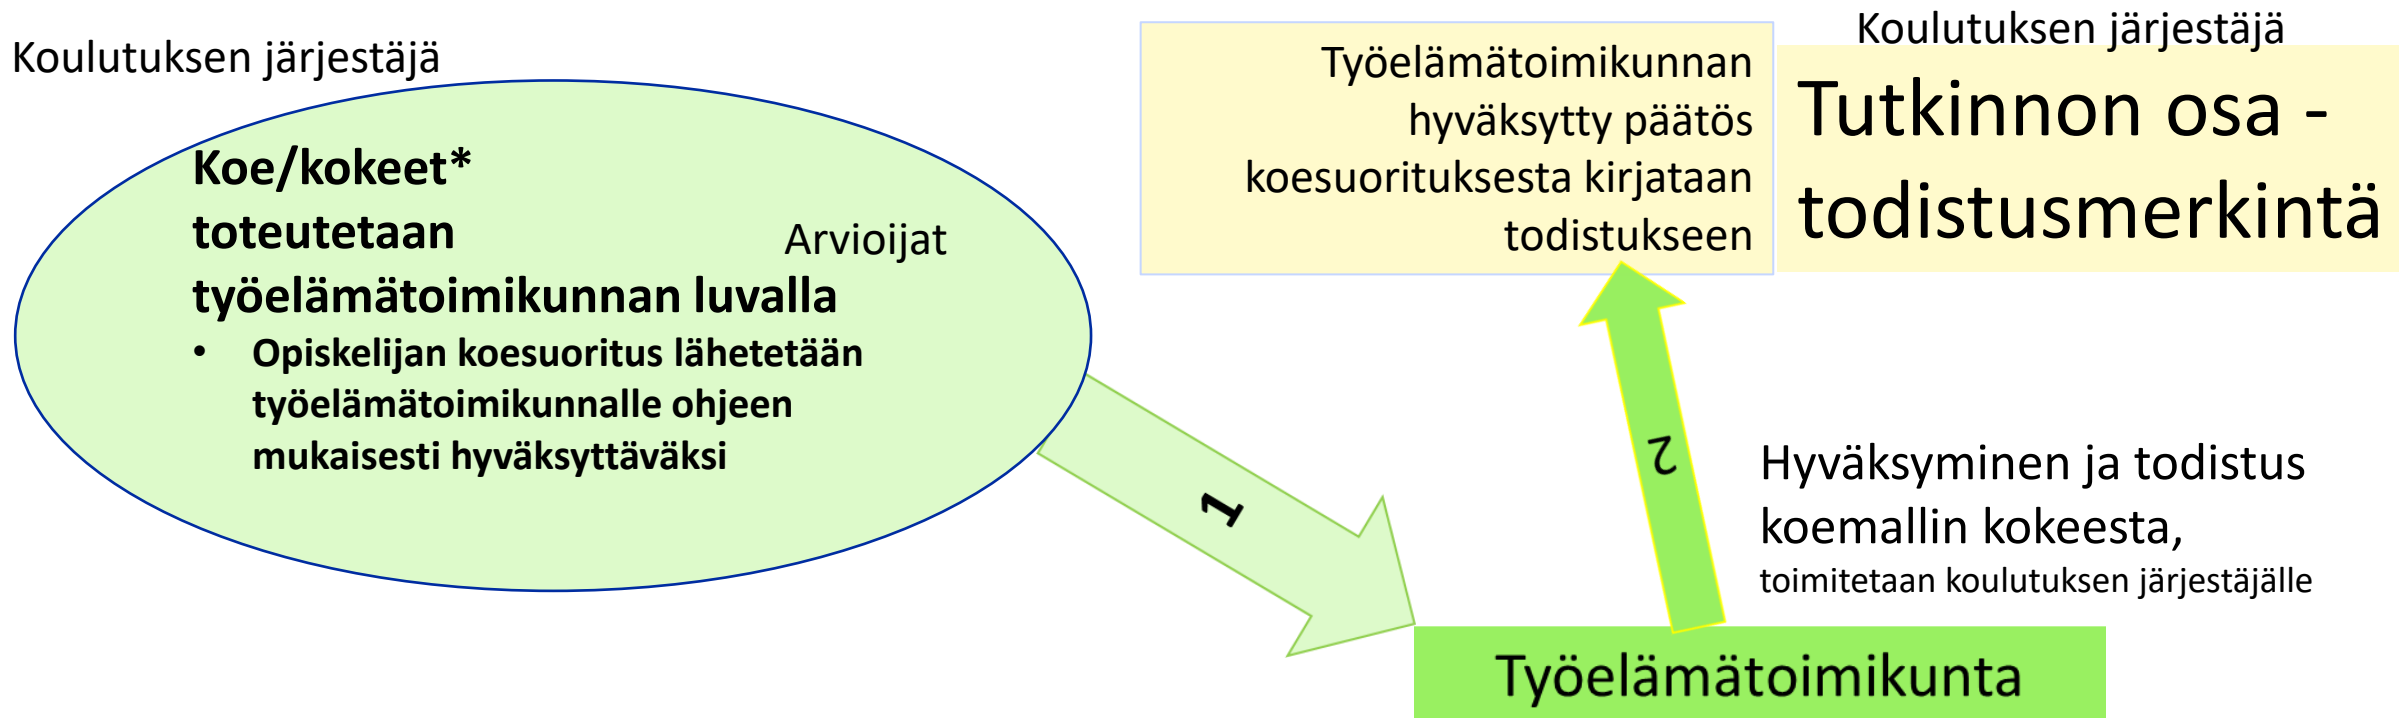 Koulutuksen järjestäjä
Koe/kokeet*
toteutetaan
työelämätoimikunnan luvalla
Arvioijat
• Opiskelijan koesuoritus lähetetään
työelämätoimikunnalle ohjeen
mukaisesti hyväksyttäväksi
1
Työelämätoimikunnan
hyväksytty päätös
koesuorituksesta kirjataan
todistukseen
Koulutuksen järjestäjä
Tutkinnon osa -
todistusmerkintä
2
Hyväksyminen ja todistus
koemallin kokeesta,
toimitetaan koulutuksen järjestäjälle
Työelämätoimikunta